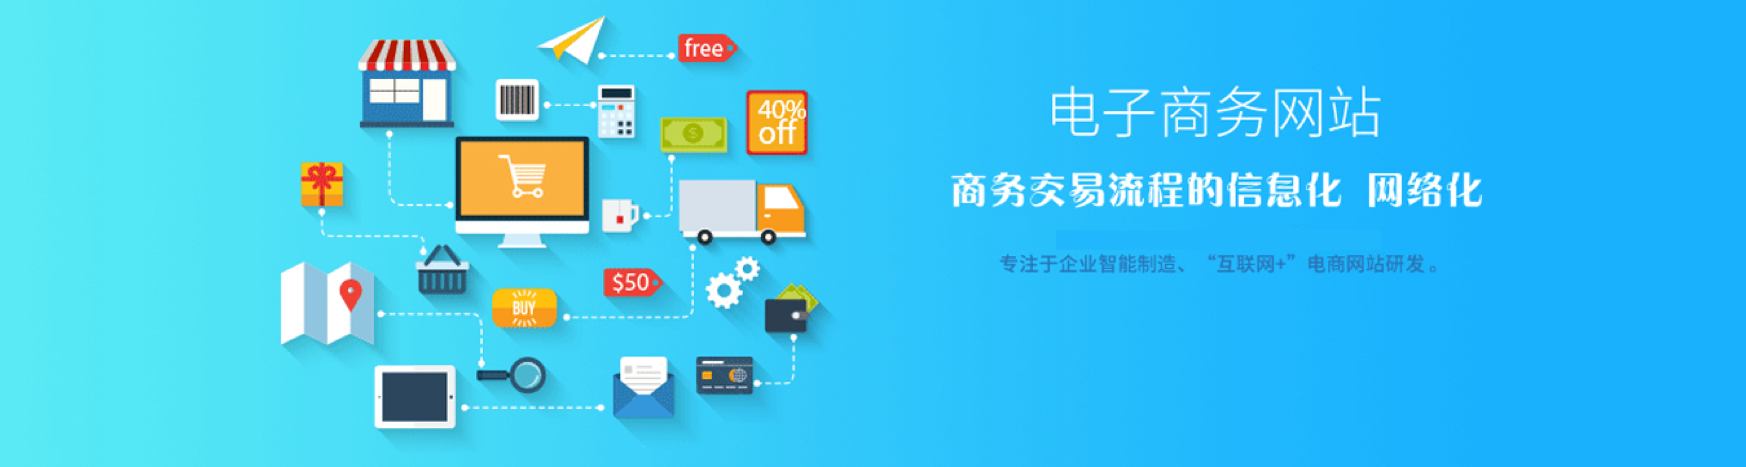 free
40%
off
$50
BUY
电子商务网站
商务交易流程的信息化 网络化
专注于企业智能制造、“互联网+”电商网站研发。